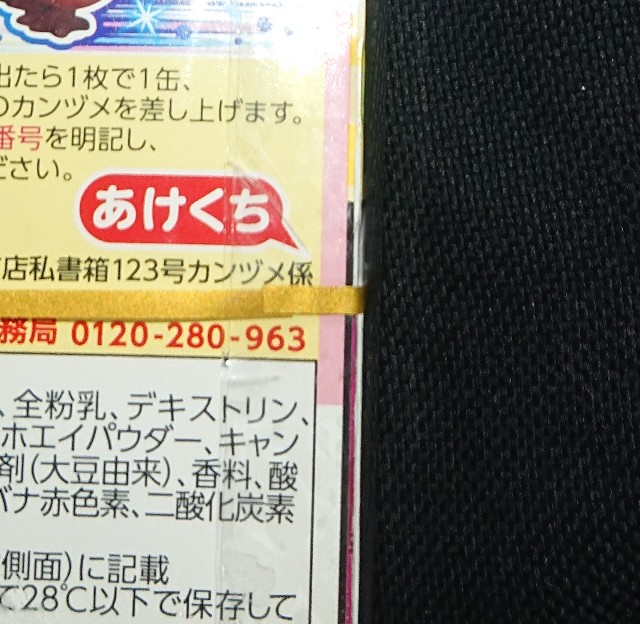 出たら1枚で1缶、
のカンヅメを差し上げます。
番号を明記し、
ださい。
あけくち
店私書箱123号カンヅメ係
務局 0120-280-963
、全粉乳、デキストリン、
ホエイパウダー、キャン
剤(大豆由来)、香料、酸
バナ赤色素、二酸化炭素
側面)に記載
て28℃以下で保存して